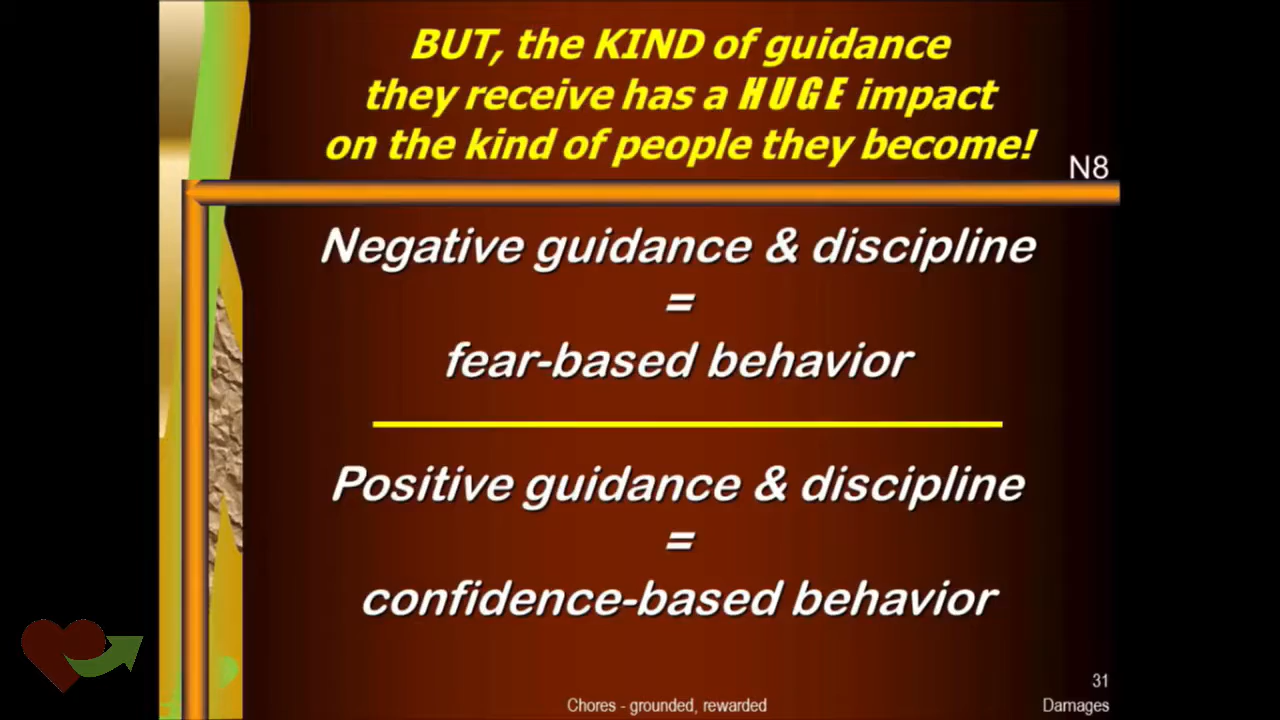 BUT, the KIND of guidance
they receive has a HUGE impact
on the kind of people they become!
N8
Negative guidance & discipline
=
fear-based behavior
Positive guidance & discipline
=
confidence-based behavior
31
Chores - grounded, rewarded
Damages